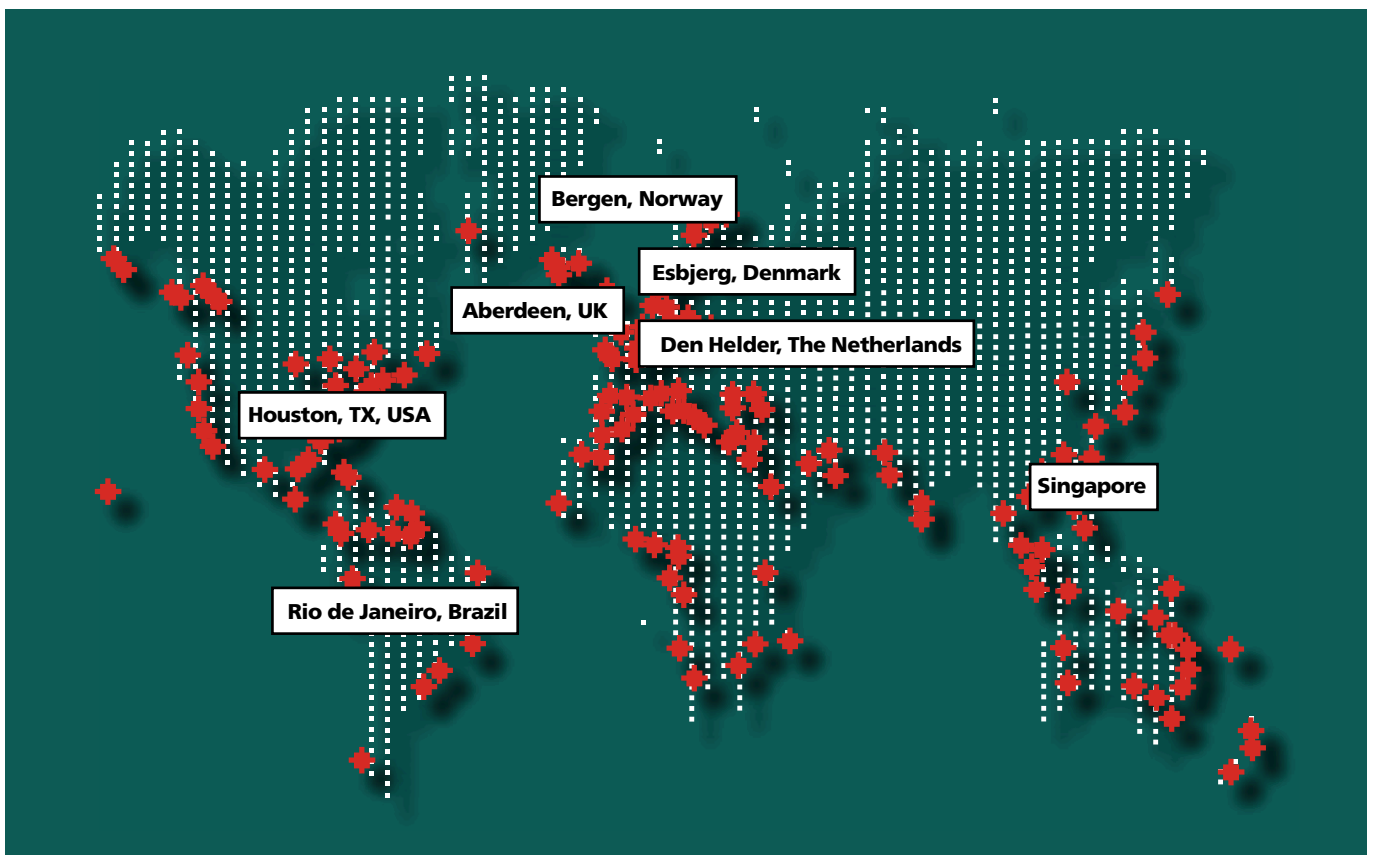 Bergen, Norway
Esbjerg, Denmark
Aberdeen, UK
Den Helder, The Netherlands
Houston, TX, USA
Singapore
Rio de Janeiro, Brazil